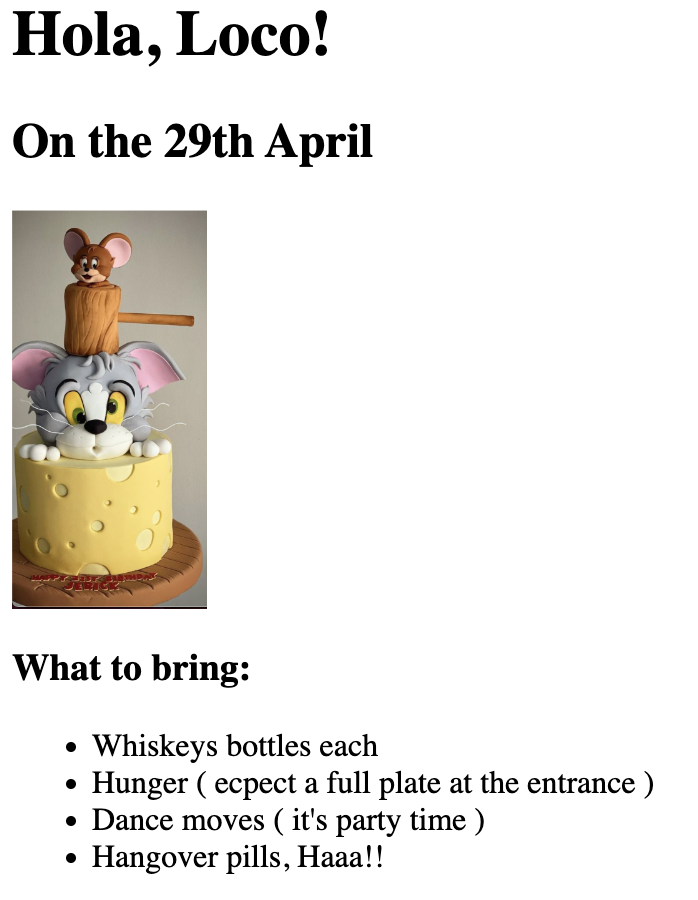 Hola, Loco!
On the 29th April
JERICK
What to bring:
Whiskeys bottles each
Hunger ( ecpect a full plate at the entrance )
Dance moves ( it's party time )
Hangover pills, Haaa!!